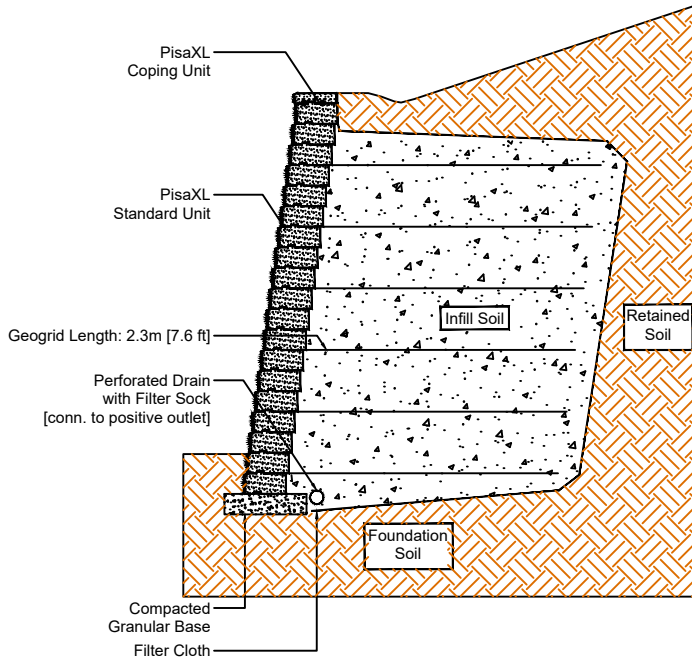 PisaXL
Coping Unit
PisaXL
Standard Unit
Infill Soil
Retained
Soil
Geogrid Length: 2.3m [7.6 ft]
Perforated Drain
with Filter Sock
[conn. to positive outlet]
Foundation
Soil
Compacted
Granular Base
Filter Cloth